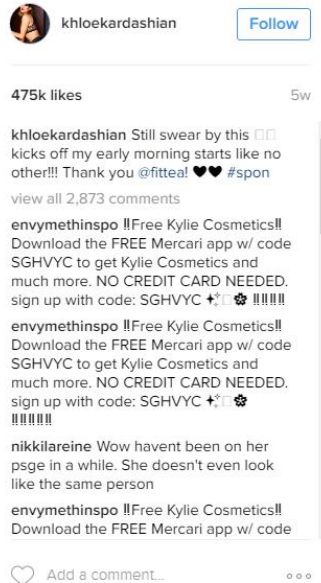 khloekardashian
Follow
475k likes
5w
khloekardashian Still swear by this
kicks off my early morning starts like no
other!!! Thank you @fittea! 🖤🖤 #spon
view all 2,873 comments
envymethinspo ‼Free Kylie Cosmetics‼
Download the FREE Mercari app w/ code
SGHVYC to get Kylie Cosmetics and
much more. NO CREDIT CARD NEEDED.
sign up with code: SGHVYC ‼‼‼‼
envymethinspo ‼Free Kylie Cosmetics‼
Download the FREE Mercari app w/ code
SGHVYC to get Kylie Cosmetics and
much more. NO CREDIT CARD NEEDED.
sign up with code: SGHVYC
‼‼‼‼‼
nikkilareine Wow havent been on her
psge in a while. She doesn't even look
like the same person
envymethinspo ‼Free Kylie Cosmetics‼
Download the FREE Mercari app w/ code
Add a comment...